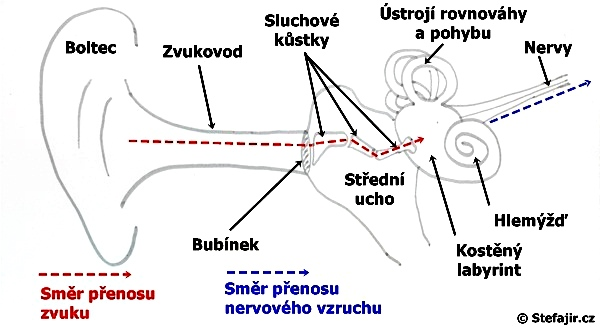 Boltec
Zvukovod
Sluchové
kůstky
Ústrojí rovnováhy
a pohybu
Nervy
Střední
ucho
Bubínek
Hlemýžď
Kostěný
labyrint
Směr přenosu
zvuku
Směr přenosu
nervového vzruchu
© Stefajir.cz